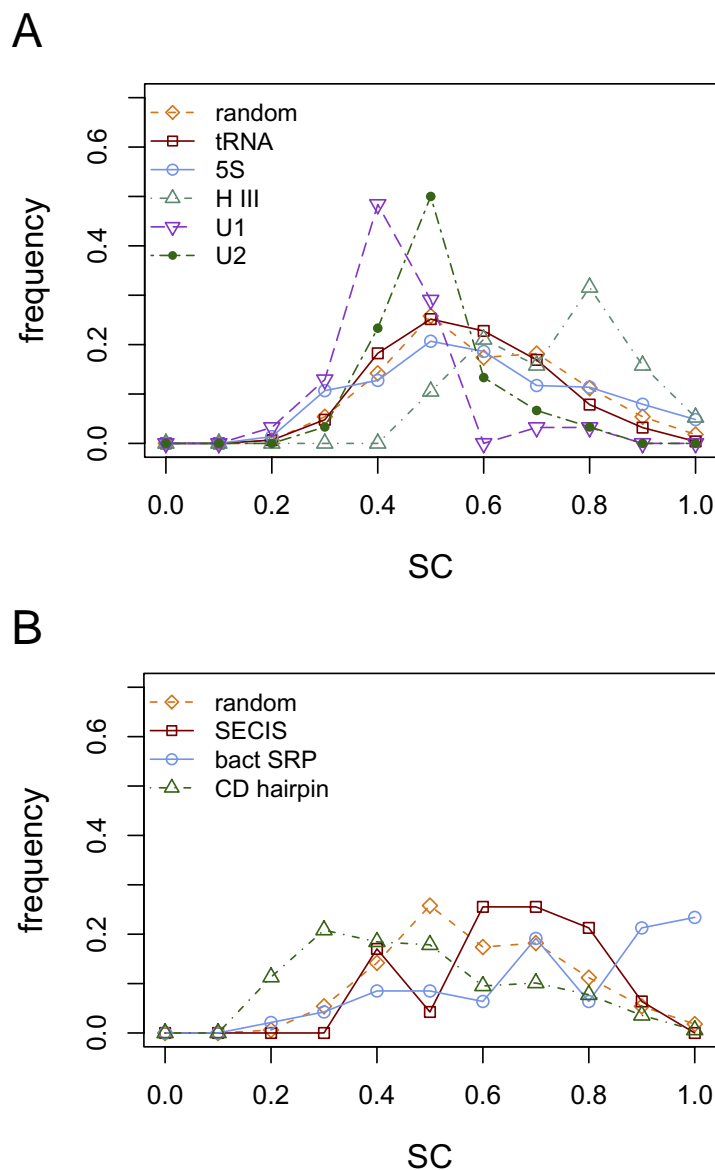 A
frequency
0.0 0.2 0.4 0.6
random
tRNA
5S
H III
U1
U2
0.0 0.2 0.4 0.6 0.8 1.0
SC
B
frequency
0.0 0.2 0.4 0.6
random
SECIS
bact SRP
CD hairpin
0.0 0.2 0.4 0.6 0.8 1.0
SC